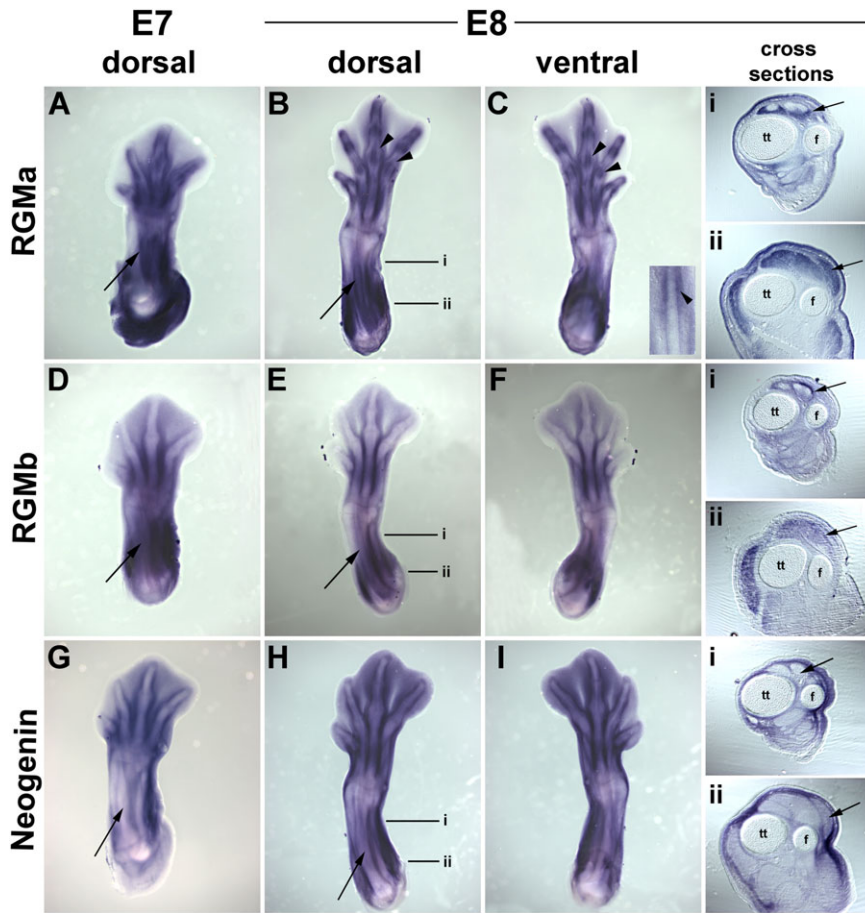 E7
E8
dorsal
dorsal
ventral
cross
sections
RGMa
A
B
C
i
ii
i
tt
f
ii
tt
f
RGMb
D
E
F
i
ii
i
tt
f
ii
tt
f
Neogenin
G
H
I
i
ii
i
tt
f
ii
tt
f